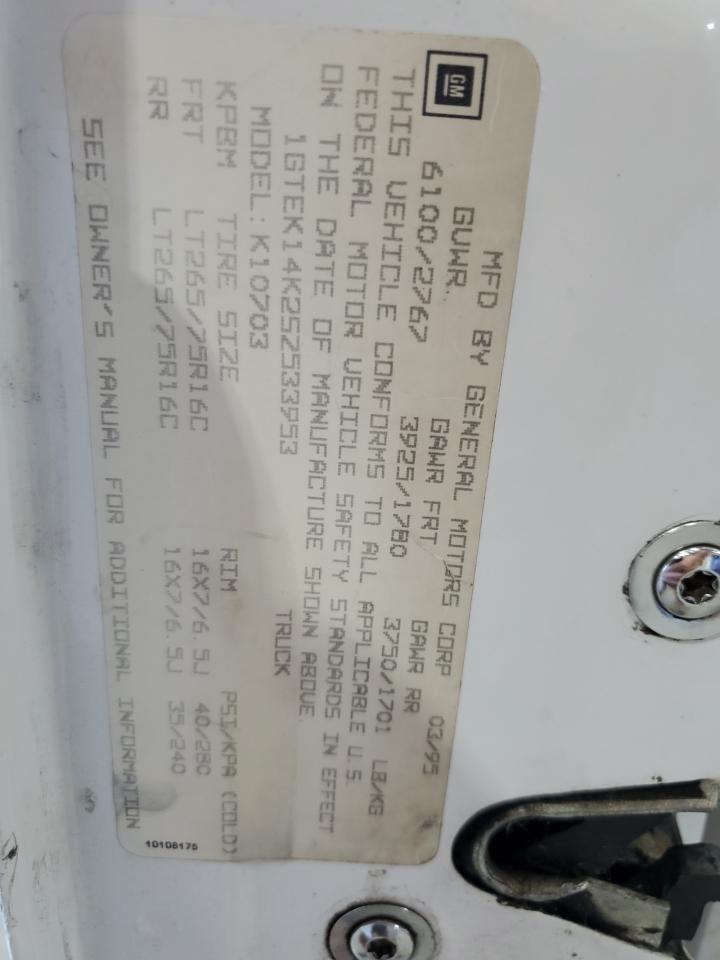 GM
MFD BY GENERAL MOTORS CORP 03/95
GVWR. GAWR FRT GAWR RR
6100/2767 3925/1780 3750/1701 LB/KG
THIS VEHICLE CONFORMS TO ALL APPLICABLE U.S.
FEDERAL MOTOR VEHICLE SAFETY STANDARDS IN EFFECT
ON THE DATE OF MANUFACTURE SHOWN ABOVE.
1GTEK14K2SZ533953 TRUCK
MODEL: K10703
KPBM TIRE SIZE RIM PSI/KPA (COLD)
FRT LT265/75R16C 16X7/6.5J 40/280
RR LT265/75R16C 16X7/6.5J 35/240
SEE OWNER'S MANUAL FOR ADDITIONAL INFORMATION
10108175